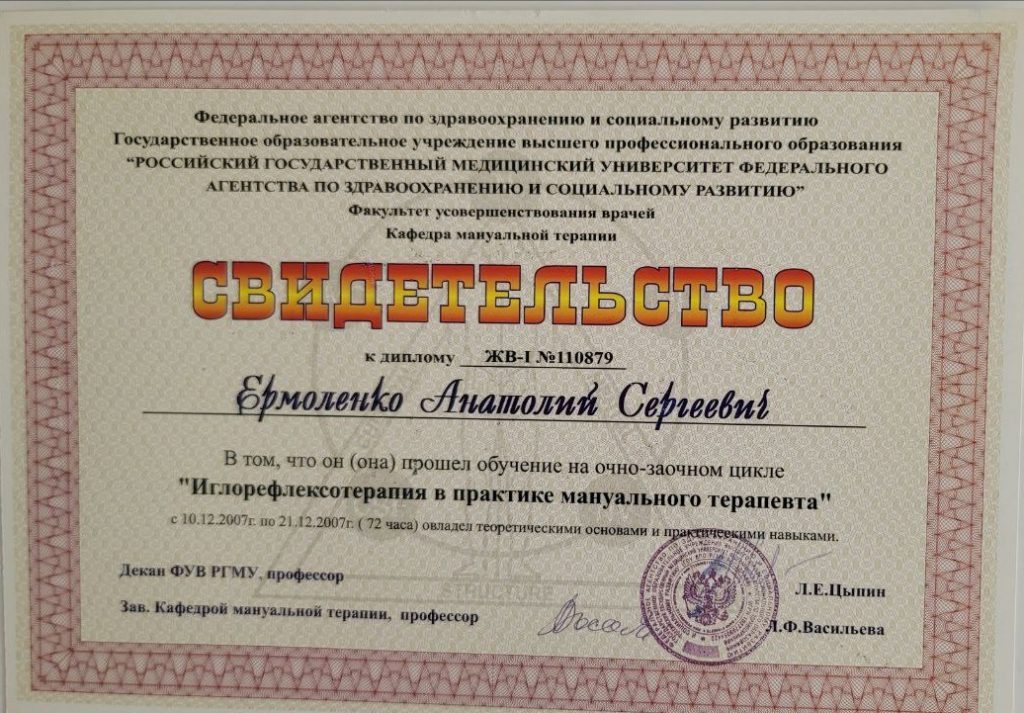 Федеральное агентство по здравоохранению и социальному развитию
Государственное образовательное учреждение высшего профессионального образования
“РОССИЙСКИЙ ГОСУДАРСТВЕННЫЙ МЕДИЦИНСКИЙ УНИВЕРСИТЕТ ФЕДЕРАЛЬНОГО
АГЕНТСТВА ПО ЗДРАВООХРАНЕНИЮ И СОЦИАЛЬНОМУ РАЗВИТИЮ”
Факультет усовершенствования врачей
Кафедра мануальной терапии
СВИДЕТЕЛЬСТВО
к диплому ЖВ-I №110879
Ермоленко Анатолий Сергеевич
В том, что он (она) прошел обучение на очно-заочном цикле
"Иглорефлексотерапия в практике мануального терапевта"
с 10.12.2007г. по 21.12.2007г. ( 72 часа) овладел теоретическими основами и практическими навыками.
Декан ФУВ РГМУ, профессор
Л.Е.Цыпин
STRUCTURE
Зав. Кафедрой мануальной терапии, профессор
Л.Ф.Васильева